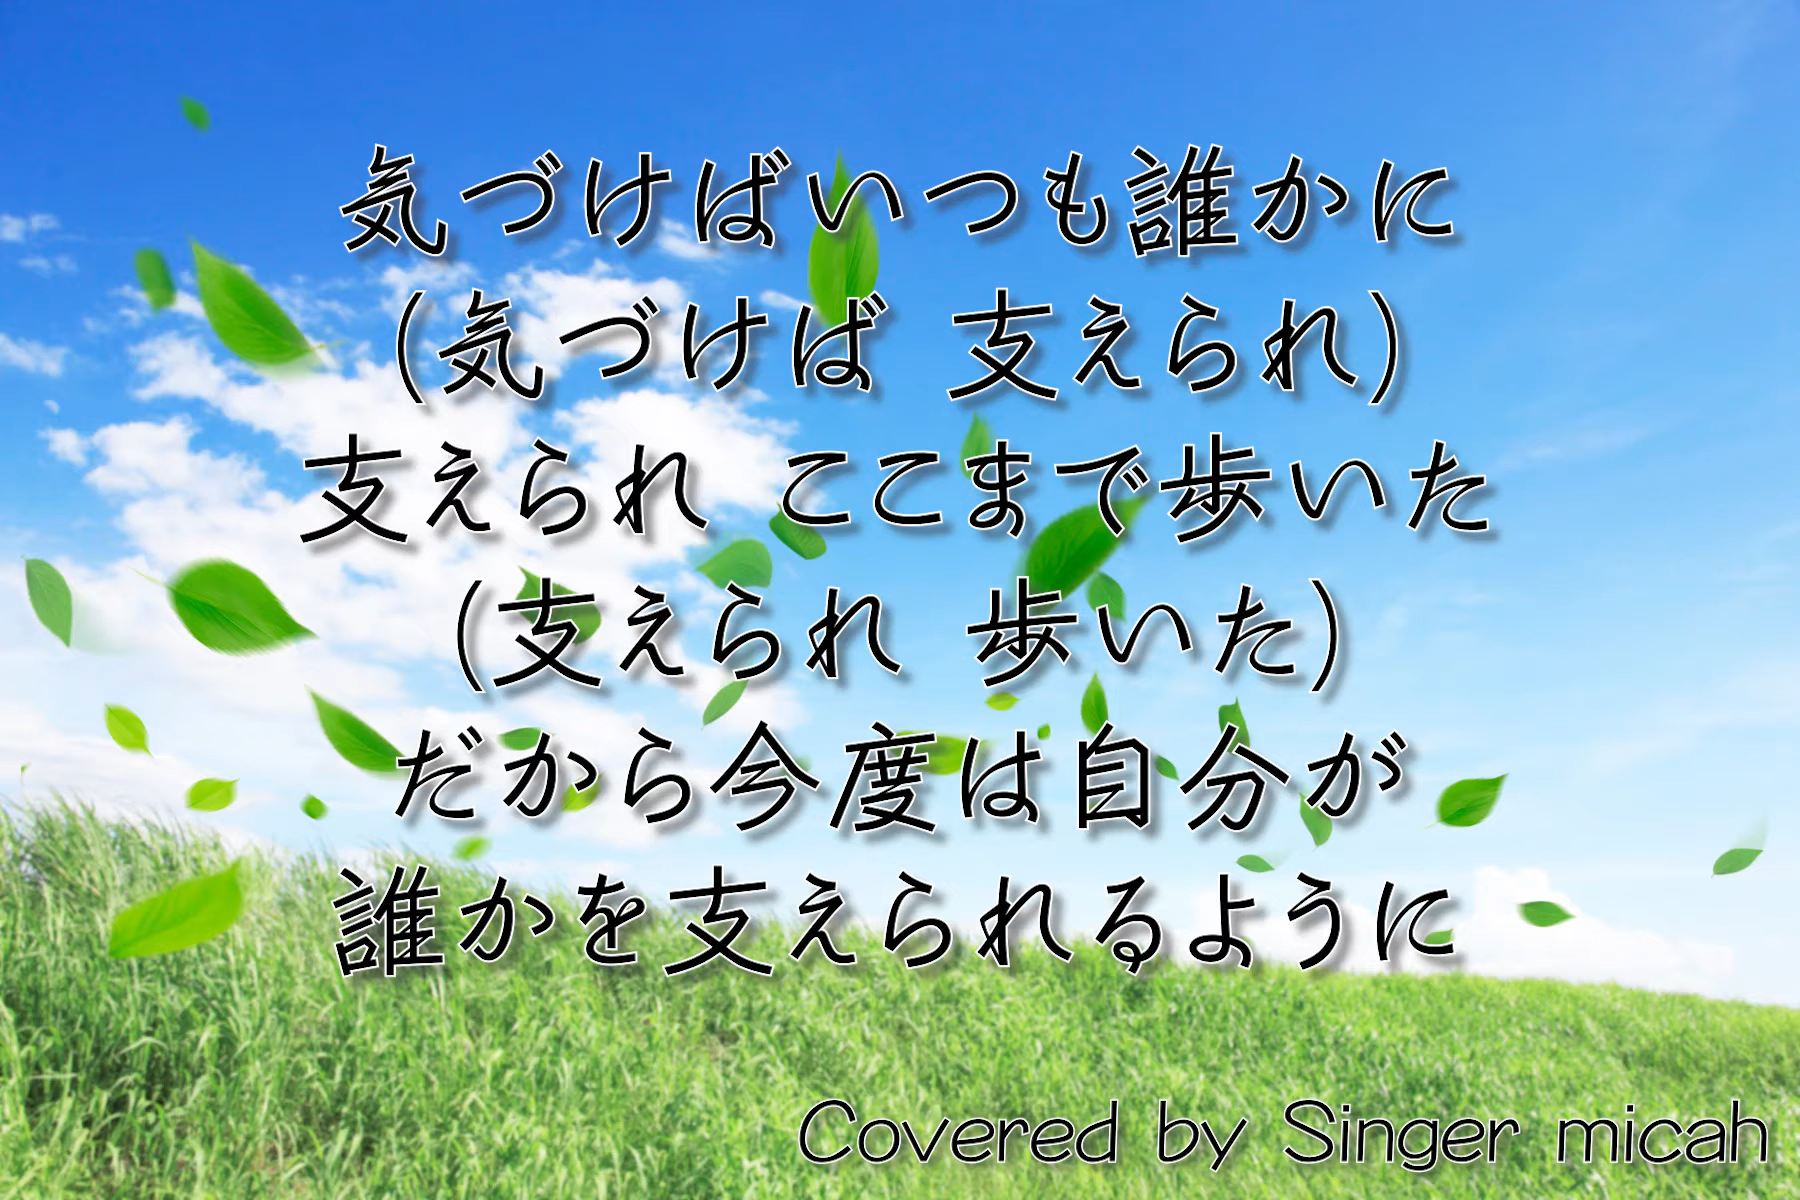 気づけばいつも誰かに
(気づけば 支えられ)
支えられ ここまで歩いた
(支えられ 歩いた)
だから今度は自分が
誰かを支えられるように
Covered by Singer micah